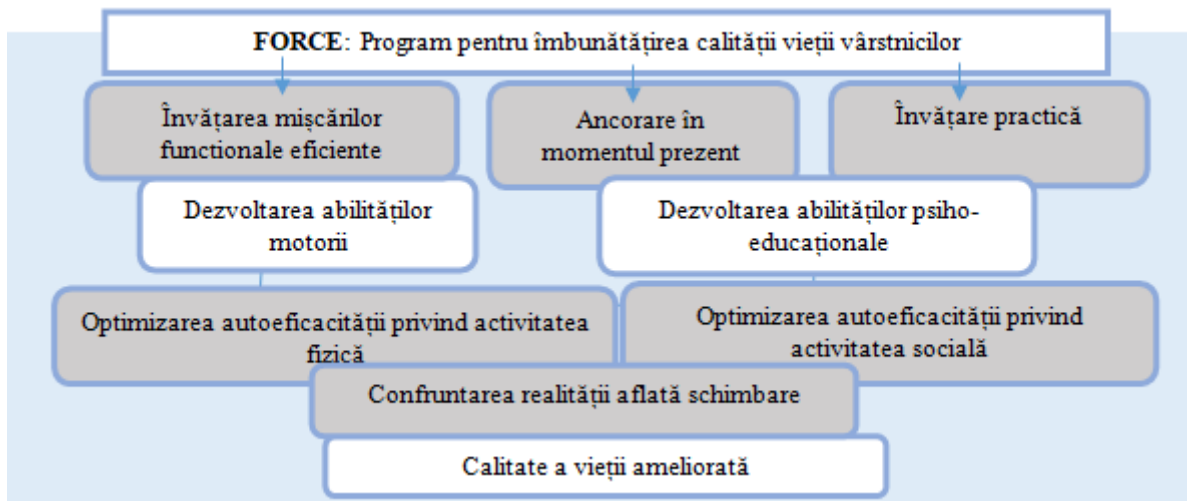 FORCE: Program pentru îmbunătățirea calității vieții vârstnicilor
Învățarea mișcărilor
functionale eficiente
Ancorare în
momentul prezent
Învățare practică
Dezvoltarea abilităților
motorii
Dezvoltarea abilităților psiho-
educaționale
Optimizarea autoeficacității privind activitatea
fizică
Optimizarea autoeficacității privind
activitatea socială
Confruntarea realității aflată schimbare
Calitate a vieții ameliorată